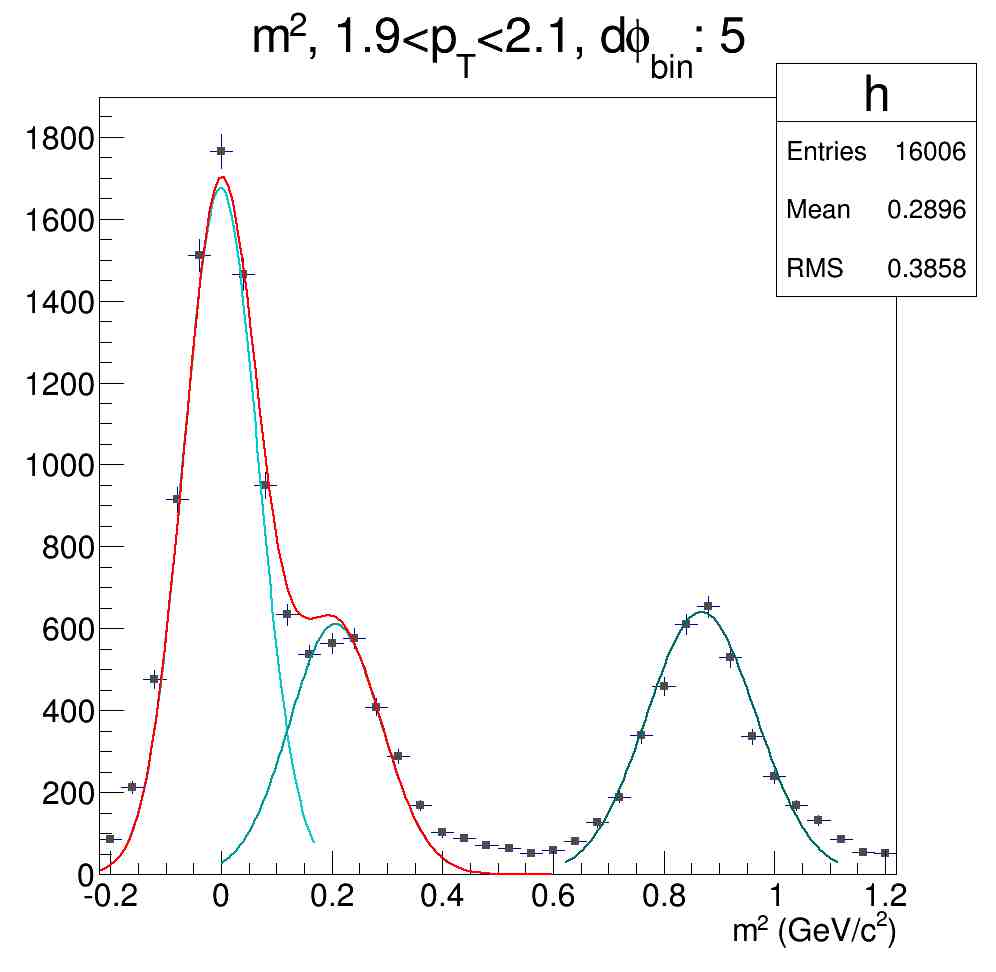 m², 1.9<p_T<2.1, dϕ_bin: 5
h
Entries 16006
Mean 0.2896
RMS 0.3858
1800
1600
1400
1200
1000
800
600
400
200
0
-0.2 0 0.2 0.4 0.6 0.8 1 1.2
m² (GeV/c²)